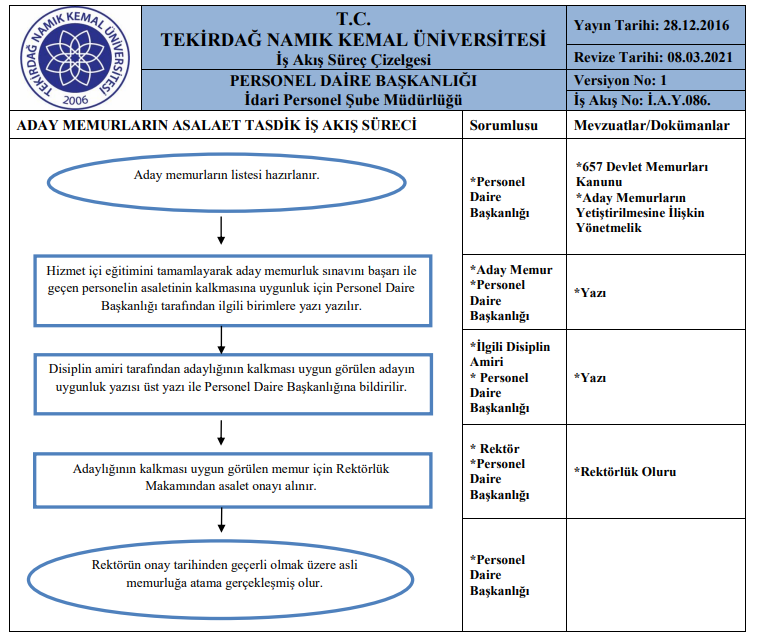 TEKİRDAĞ NAMIK KEMAL ÜNİVERSİTESİ
2006
T.C.
TEKİRDAĞ NAMIK KEMAL ÜNİVERSİTESİ
İş Akış Süreç Çizelgesi
PERSONEL DAİRE BAŞKANLIĞI
İdari Personel Şube Müdürlüğü
Yayın Tarihi: 28.12.2016
Revize Tarihi: 08.03.2021
Versiyon No: 1
İş Akış No: İ.A.Y.086.
ADAY MEMURLARIN ASALAET TASDİK İŞ AKIŞ SÜRECİ
Sorumlusu
Mevzuatlar/Dokümanlar
Aday memurların listesi hazırlanır.
*Personel
Daire
Başkanlığı
*657 Devlet Memurları
Kanunu
*Aday Memurların
Yetiştirilmesine İlişkin
Yönetmelik
Hizmet içi eğitimini tamamlayarak aday memurluk sınavını başarı ile
geçen personelin asaletinin kalkmasına uygunluk için Personel Daire
Başkanlığı tarafından ilgili birimlere yazı yazılır.
*Aday Memur
*Personel
Daire
Başkanlığı
*Yazı
Disiplin amiri tarafından adaylığının kalkması uygun görülen adayın
uygunluk yazısı üst yazı ile Personel Daire Başkanlığına bildirilir.
*İlgili Disiplin
Amiri
* Personel
Daire
Başkanlığı
*Yazı
Adaylığının kalkması uygun görülen memur için Rektörlük
Makamından asalet onayı alınır.
* Rektör
*Personel
Daire
Başkanlığı
*Rektörlük Oluru
Rektörün onay tarihinden geçerli olmak üzere asli
memurluğa atama gerçekleşmiş olur.
*Personel
Daire
Başkanlığı